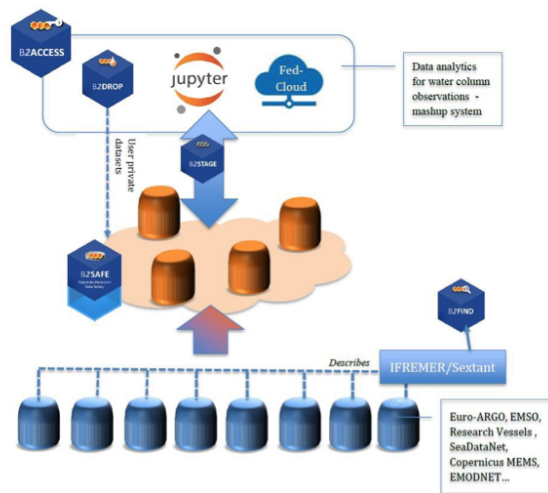 B2ACCESS
B2DROP
jupyter
Fed-
Cloud
Data analytics
for water column
observations -
mashup system
User private
datasets
B2STAGE
B2SAFE
B2FIND
Describes
IFREMER/Sextant
Euro-ARGO, EMSO,
Research Vessels ,
SeaDataNet,
Copernicus MEMS,
EMODNET...